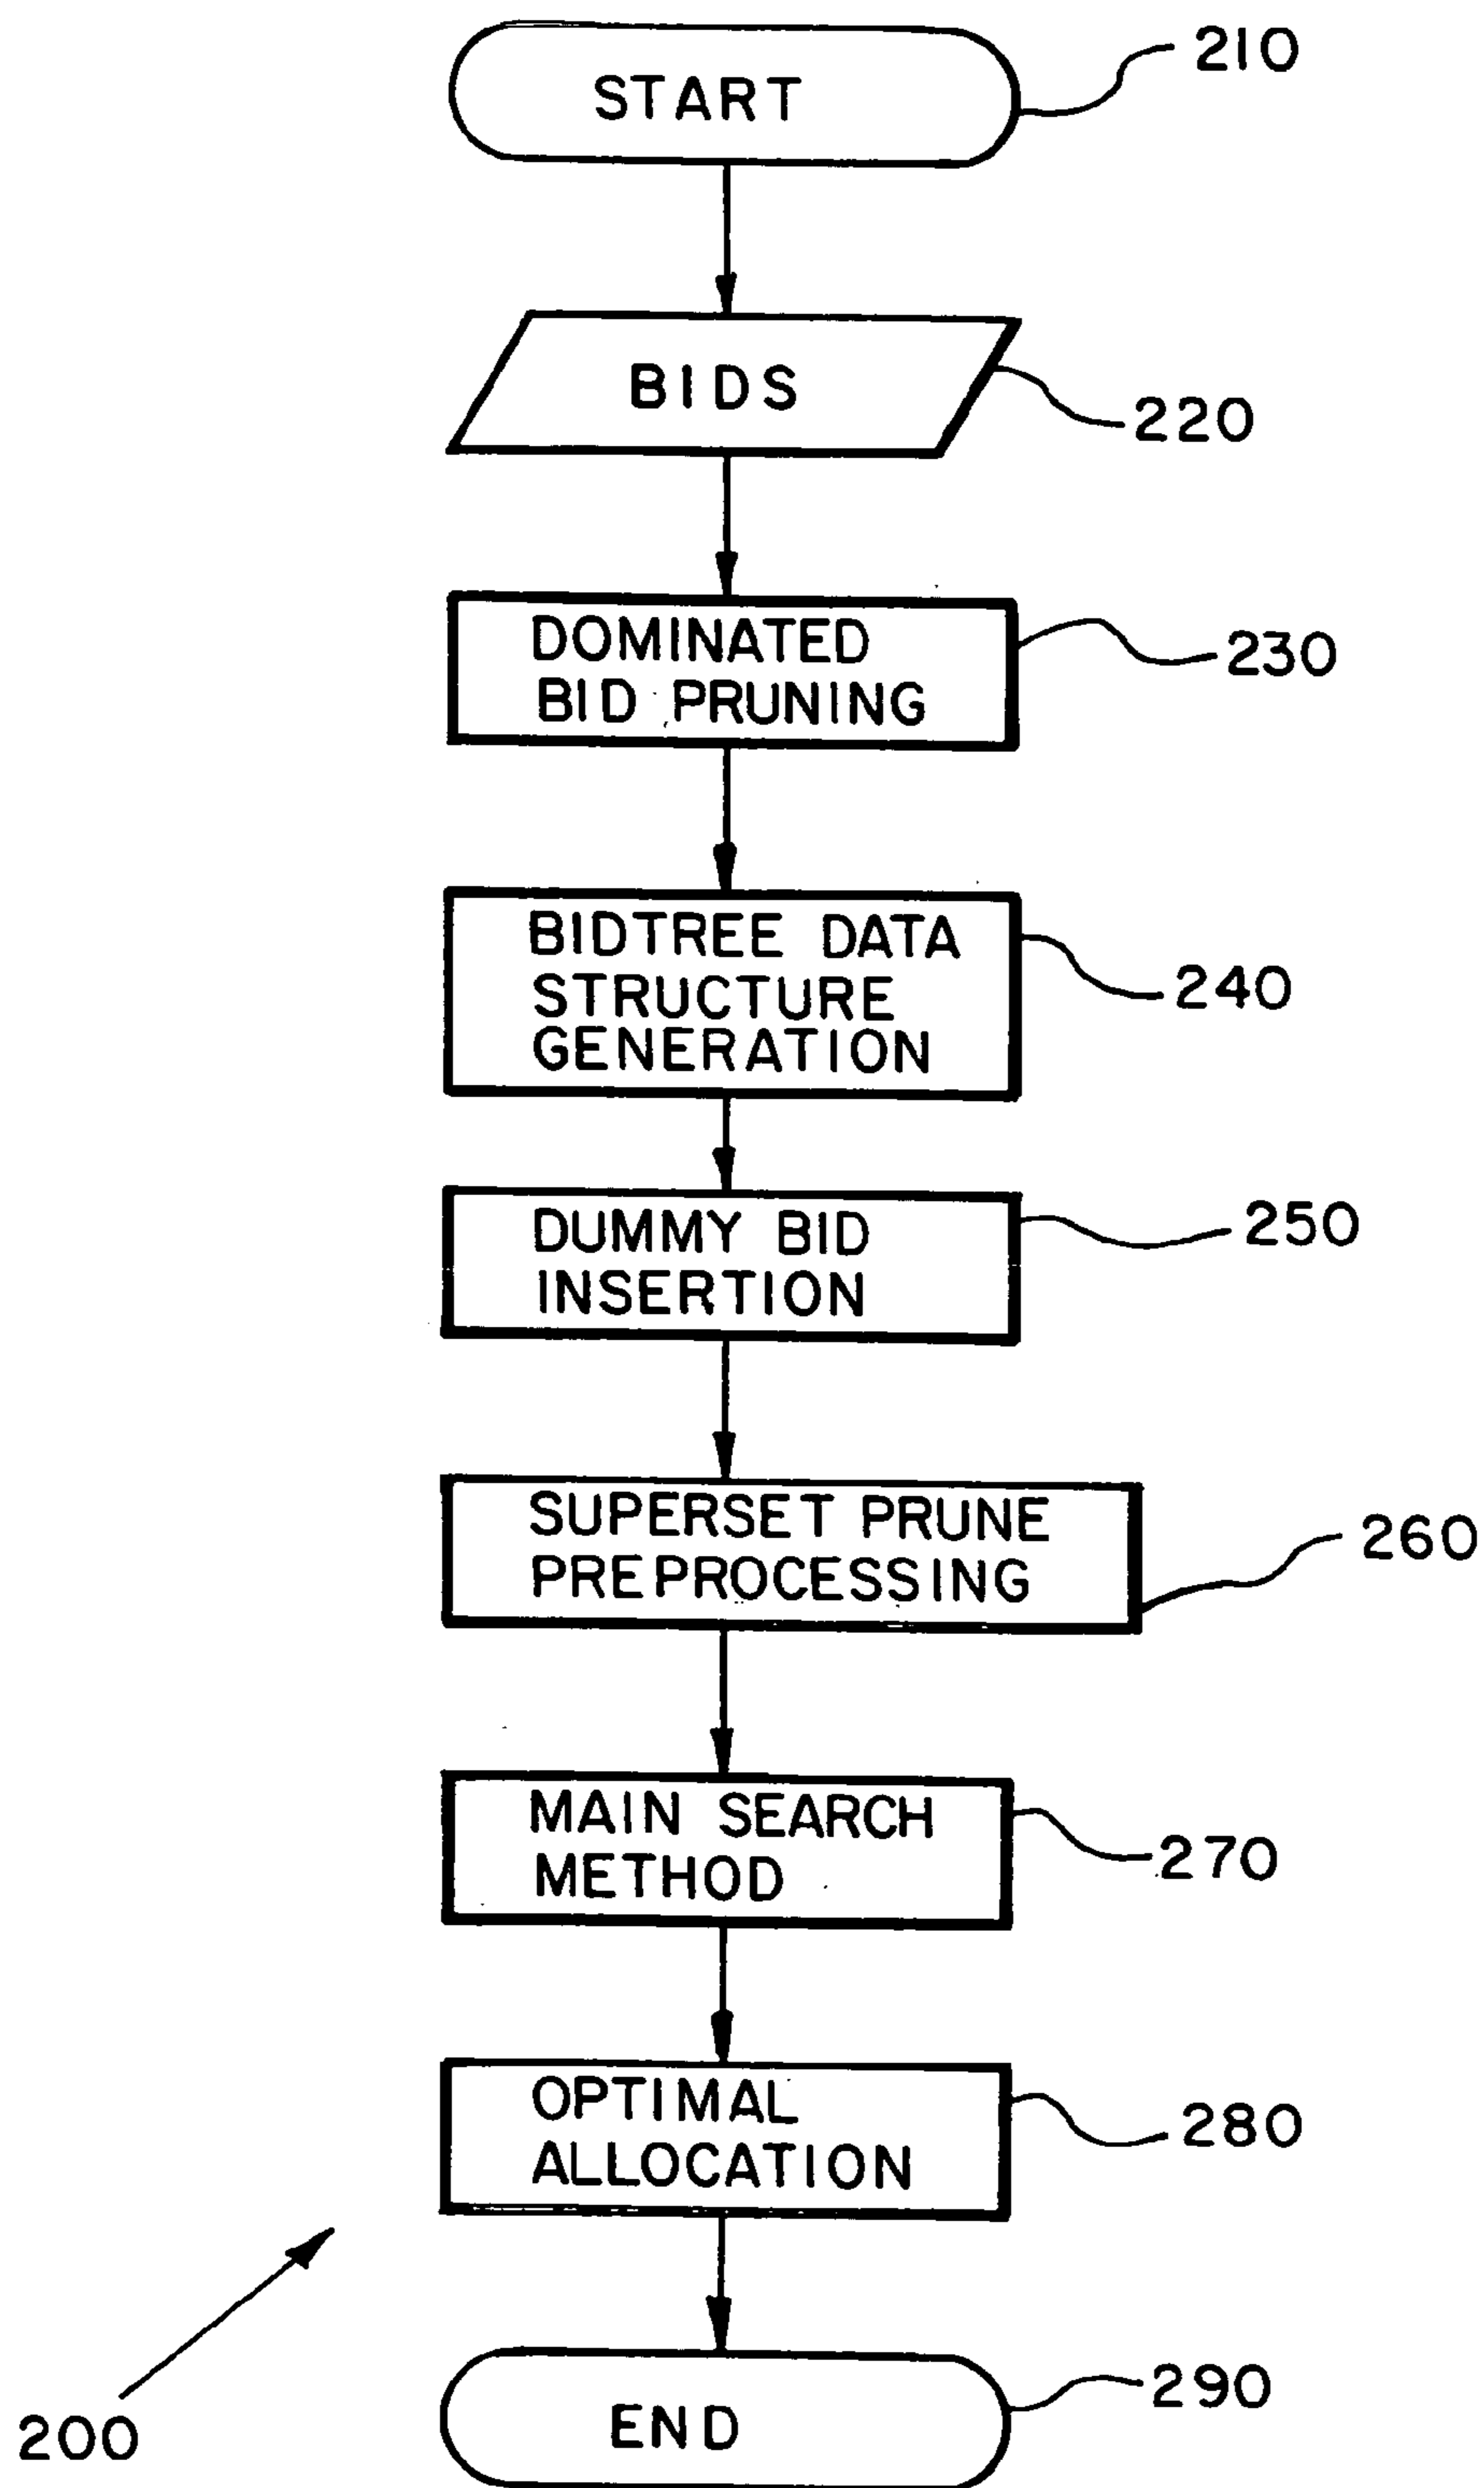 START
210
BIDS
220
DOMINATED
BID PRUNING
230
BIDTREE DATA
STRUCTURE
GENERATION
240
DUMMY BID
INSERTION
250
SUPERSET PRUNE
PREPROCESSING
260
MAIN SEARCH
METHOD
270
OPTIMAL
ALLOCATION
280
END
290
200